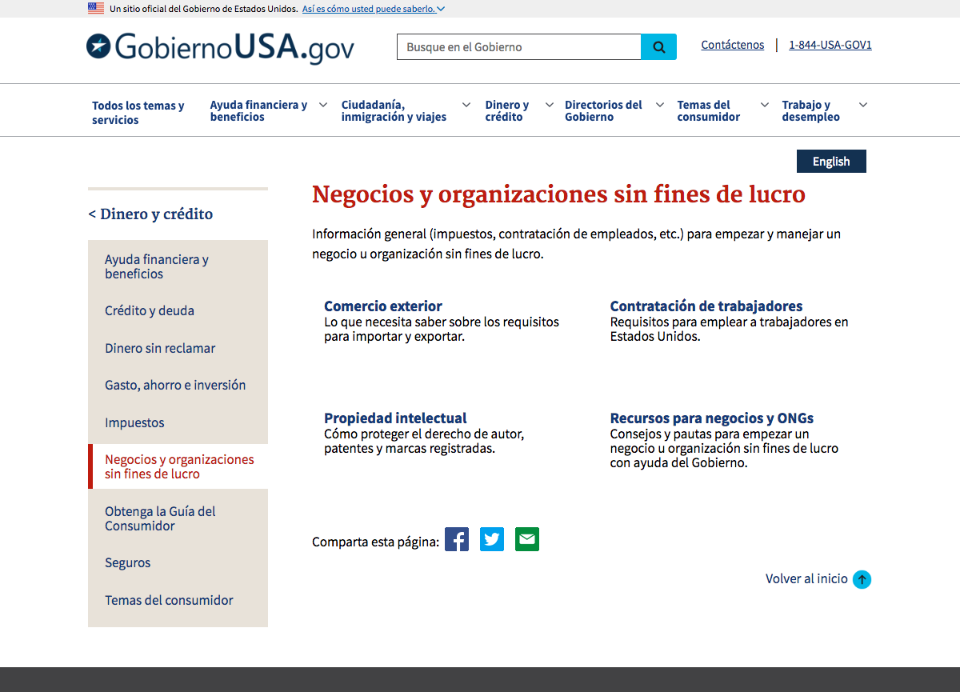 Un sitio oficial del Gobierno de Estados Unidos. Así es cómo usted puede saberlo.
GobiernoUSA.gov
Busque en el Gobierno
Contáctenos
1-844-USA-GOV1
Todos los temas y
servicios
Ayuda financiera y
beneficios
Ciudadanía,
inmigración y viajes
Dinero y
crédito
Directorios del
Gobierno
Temas del
consumidor
Trabajo y
desempleo
English
< Dinero y crédito
Ayuda financiera y
beneficios
Crédito y deuda
Dinero sin reclamar
Gasto, ahorro e inversión
Impuestos
Negocios y organizaciones
sin fines de lucro
Obtenga la Guía del
Consumidor
Seguros
Temas del consumidor
Negocios y organizaciones sin fines de lucro
Información general (impuestos, contratación de empleados, etc.) para empezar y manejar un
negocio u organización sin fines de lucro.
Comercio exterior
Lo que necesita saber sobre los requisitos
para importar y exportar.
Contratación de trabajadores
Requisitos para emplear a trabajadores en
Estados Unidos.
Propiedad intelectual
Cómo proteger el derecho de autor,
patentes y marcas registradas.
Recursos para negocios y ONGs
Consejos y pautas para empezar un
negocio u organización sin fines de lucro
con ayuda del Gobierno.
Comparta esta página:
Volver al inicio